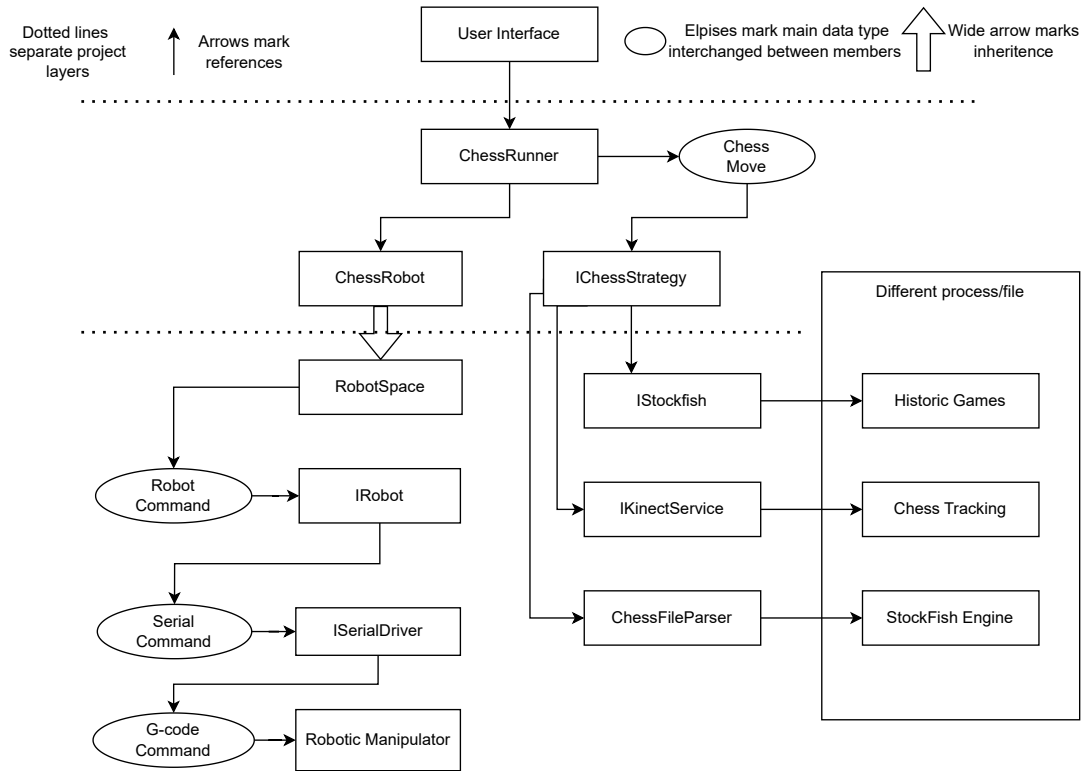 Dotted lines
separate project
layers
Arrows mark
references
User Interface
Elpises mark main data type
interchanged between members
Wide arrow marks
inheritence
ChessRunner
Chess
Move
ChessRobot
IChessStrategy
Different process/file
RobotSpace
IStockfish
Historic Games
Robot
Command
IRobot
IKinectService
Chess Tracking
Serial
Command
ISerialDriver
ChessFileParser
StockFish Engine
G-code
Command
Robotic Manipulator